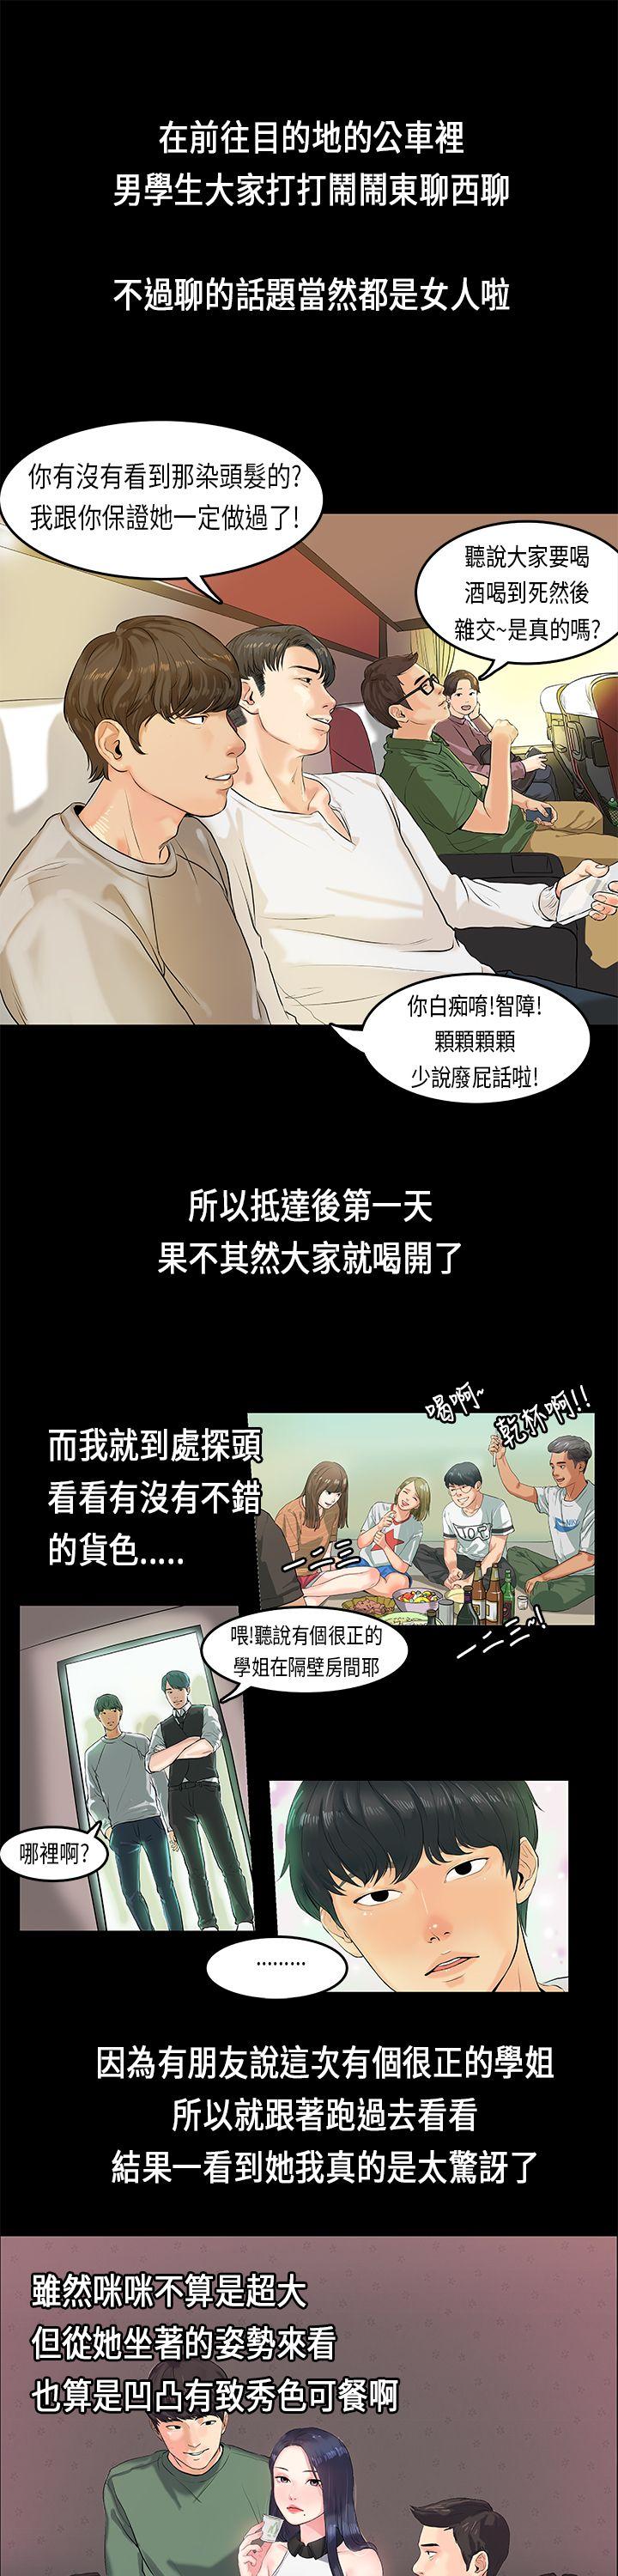 在前往目的地的公車裡
男學生大家打打鬧鬧東聊西聊
不過聊的話題當然都是女人啦
你有沒有看到那染頭髮的?
我跟你保證她一定做過了!
聽說大家要喝
酒喝到死然後
雜交~是真的嗎?
你白痴唷!智障!
顆顆顆顆
少說廢屁話啦!
所以抵達後第一天
果不其然大家就喝開了
喝啊~
乾杯啊!!
而我就到處探頭
看看有沒有不錯
的貨色.....
一二三
一二三~!
喂!聽說有個很正的
學姐在隔壁房間耶
哪裡啊?
.........
因為有朋友說這次有個很正的學姐
所以就跟著跑過去看看
結果一看到她我真的是太驚訝了
雖然咪咪不算是超大
但從她坐著的姿勢來看
也算是凹凸有致秀色可餐啊